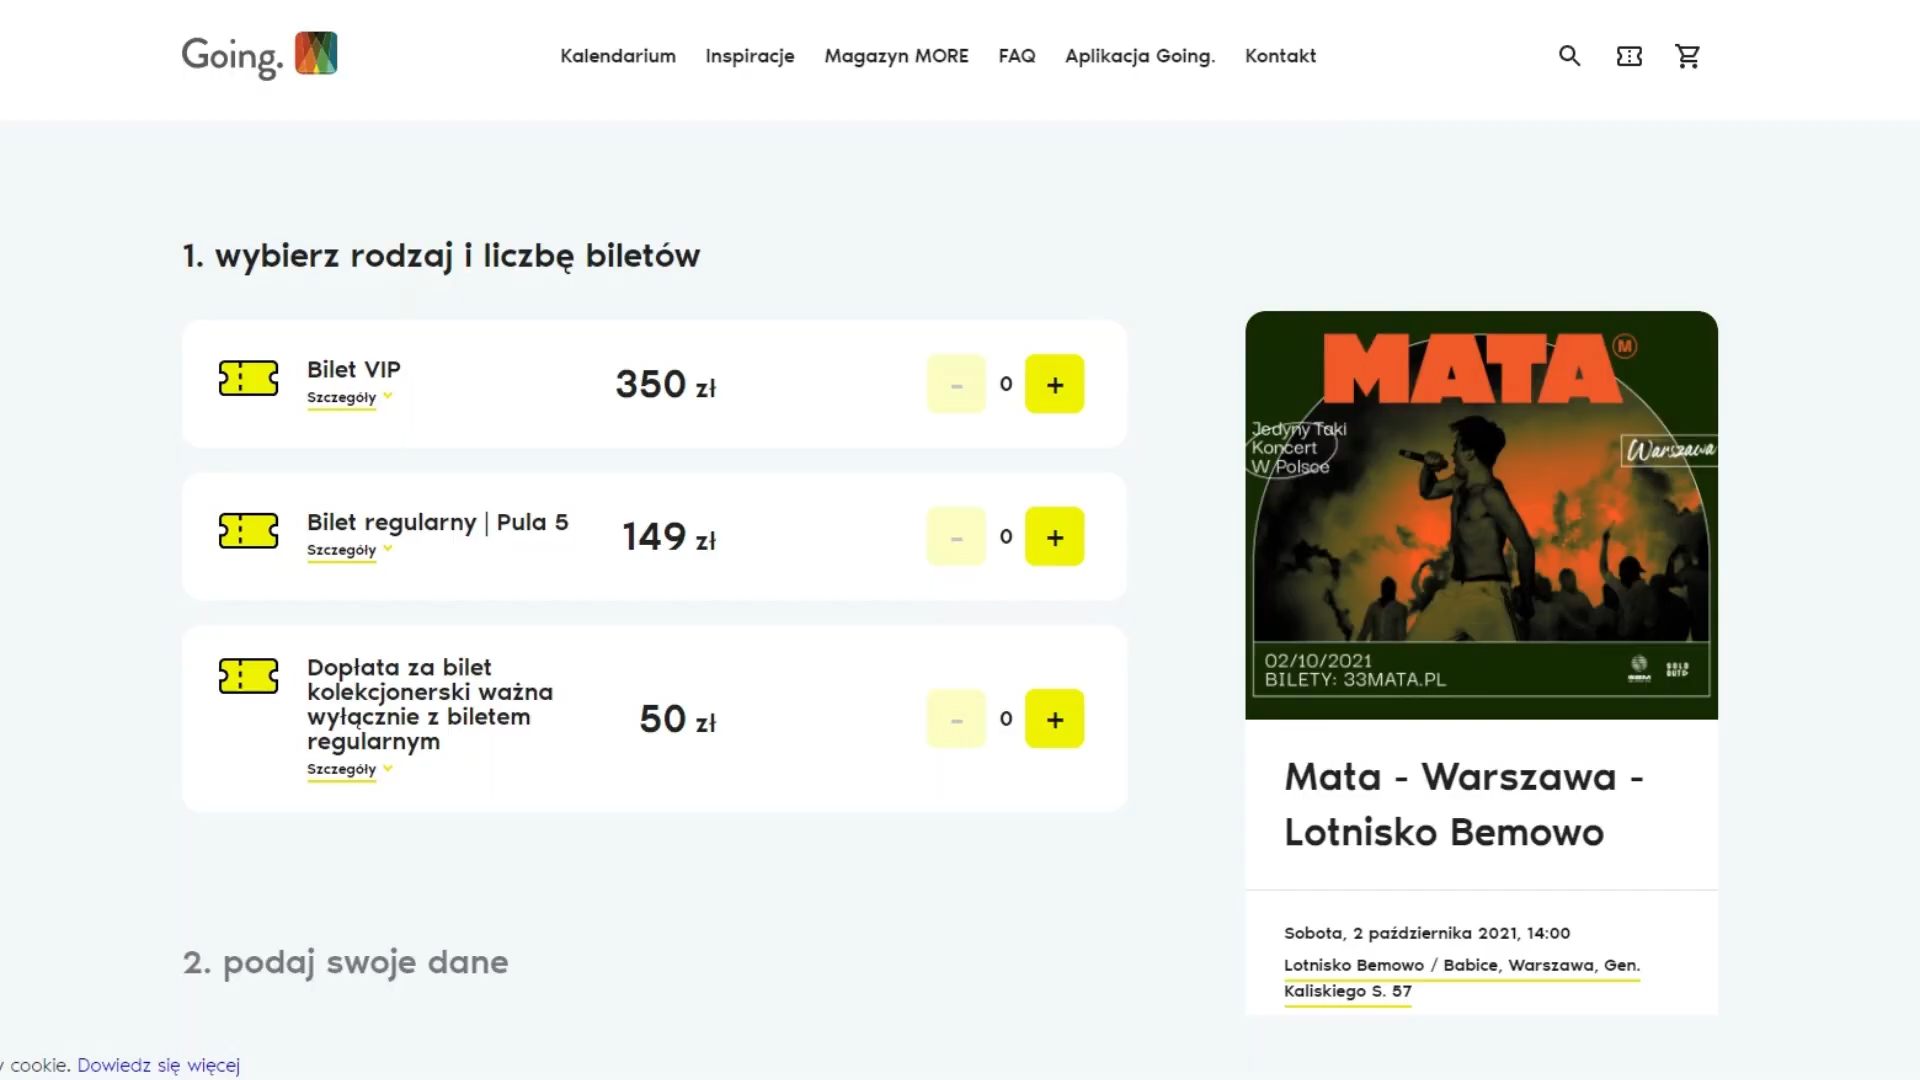 Going.
Kalendarium Inspiracje Magazyn MORE FAQ Aplikacja Going. Kontakt
1. wybierz rodzaj i liczbę biletów
Bilet VIP
Szczegóły
350 zł
- 0 +
Bilet regularny | Pula 5
Szczegóły
149 zł
- 0 +
Dopłata za bilet
kolekcjonerski ważna
wyłącznie z biletem
regularnym
Szczegóły
50 zł
- 0 +
2. podaj swoje dane
MATA
M
Jedyny Taki
Koncert
W Polsce
Warszawa
02/10/2021
BILETY: 33MATA.PL
SOLD
OUT
Mata - Warszawa -
Lotnisko Bemowo
Sobota, 2 października 2021, 14:00
Lotnisko Bemowo / Babice, Warszawa, Gen.
Kaliskiego S. 57
y cookie. Dowiedz się więcej